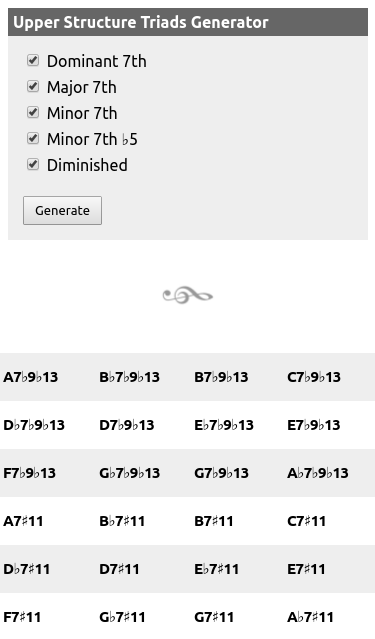 Upper Structure Triads Generator
Dominant 7th
Major 7th
Minor 7th
Minor 7th ♭5
Diminished
Generate
A7♭9♭13 B♭7♭9♭13 B7♭9♭13 C7♭9♭13
D♭7♭9♭13 D7♭9♭13 E♭7♭9♭13 E7♭9♭13
F7♭9♭13 G♭7♭9♭13 G7♭9♭13 A♭7♭9♭13
A7♯11 B♭7♯11 B7♯11 C7♯11
D♭7♯11 D7♯11 E♭7♯11 E7♯11
F7♯11 G♭7♯11 G7♯11 A♭7♯11